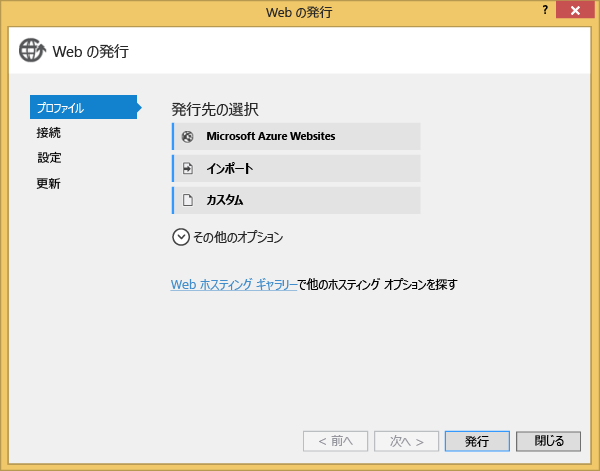 Web の発行
?
Web の発行
プロファイル
接続
設定
更新
発行先の選択
Microsoft Azure Websites
インポート
カスタム
その他のオプション
Web ホスティング ギャラリーで他のホスティング オプションを探す
< 前へ
次へ >
発行
閉じる